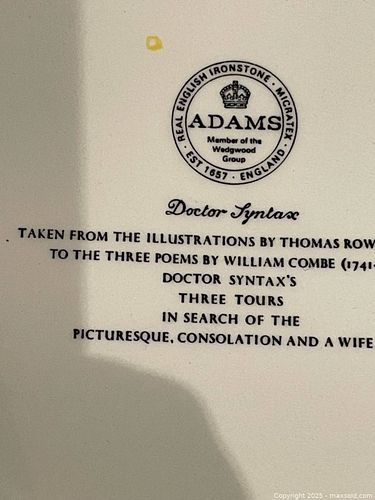 REAL ENGLISH IRONSTONE · MICRATEX
ADAMS
Member of the
Wedgwood
Group
· EST 1657 · ENGLAND ·
Doctor Syntax
TAKEN FROM THE ILLUSTRATIONS BY THOMAS ROW
TO THE THREE POEMS BY WILLIAM COMBE (1741-
DOCTOR SYNTAX'S
THREE TOURS
IN SEARCH OF THE
PICTURESQUE, CONSOLATION AND A WIFE
Copyright 2025 - maxsold.com